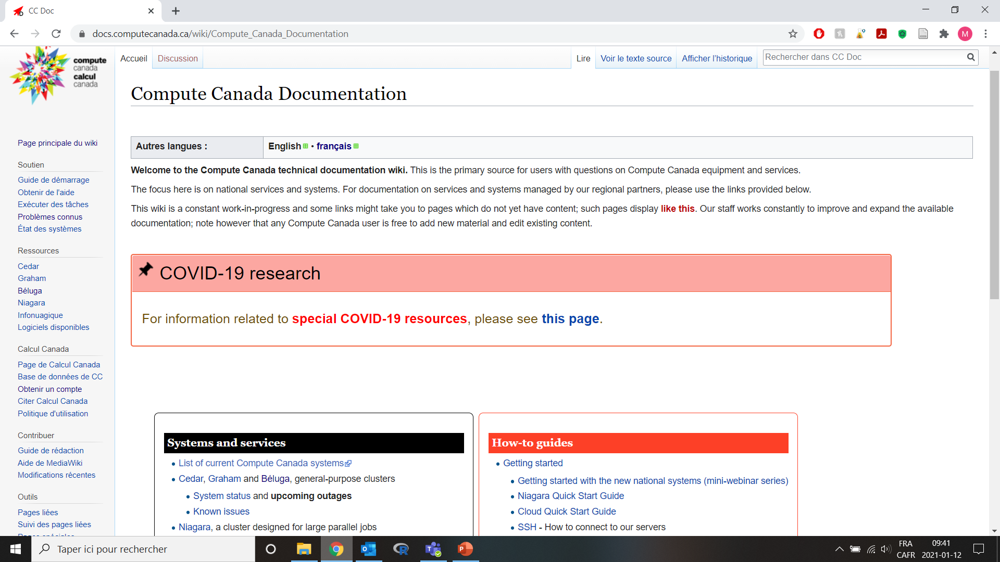 CC Doc
docs.computecanada.ca/wiki/Compute_Canada_Documentation
M
compute
canada
calcul
canada
Accueil
Discussion
Lire
Voir le texte source
Afficher l'historique
Rechercher dans CC Doc
Compute Canada Documentation
Page principale du wiki
Soutien
Guide de démarrage
Obtenir de l'aide
Exécuter des tâches
Problèmes connus
État des systèmes
Ressources
Cedar
Graham
Béluga
Niagara
Infonuagique
Logiciels disponibles
Calcul Canada
Page de Calcul Canada
Base de données de CC
Obtenir un compte
Citer Calcul Canada
Politique d'utilisation
Contribuer
Guide de rédaction
Aide de MediaWiki
Modifications récentes
Outils
Pages liées
Suivi des pages liées
Autres langues :
English • français
Welcome to the Compute Canada technical documentation wiki. This is the primary source for users with questions on Compute Canada equipment and services.
The focus here is on national services and systems. For documentation on services and systems managed by our regional partners, please use the links provided below.
This wiki is a constant work-in-progress and some links might take you to pages which do not yet have content; such pages display like this. Our staff works constantly to improve and expand the available
documentation; note however that any Compute Canada user is free to add new material and edit existing content.
COVID-19 research
For information related to special COVID-19 resources, please see this page.
Systems and services
• List of current Compute Canada systems
• Cedar, Graham and Béluga, general-purpose clusters
• System status and upcoming outages
• Known issues
• Niagara, a cluster designed for large parallel jobs
How-to guides
• Getting started
• Getting started with the new national systems (mini-webinar series)
• Niagara Quick Start Guide
• Cloud Quick Start Guide
• SSH - How to connect to our servers
Taper ici pour rechercher
FRA
CAFR
09:41
2021-01-12